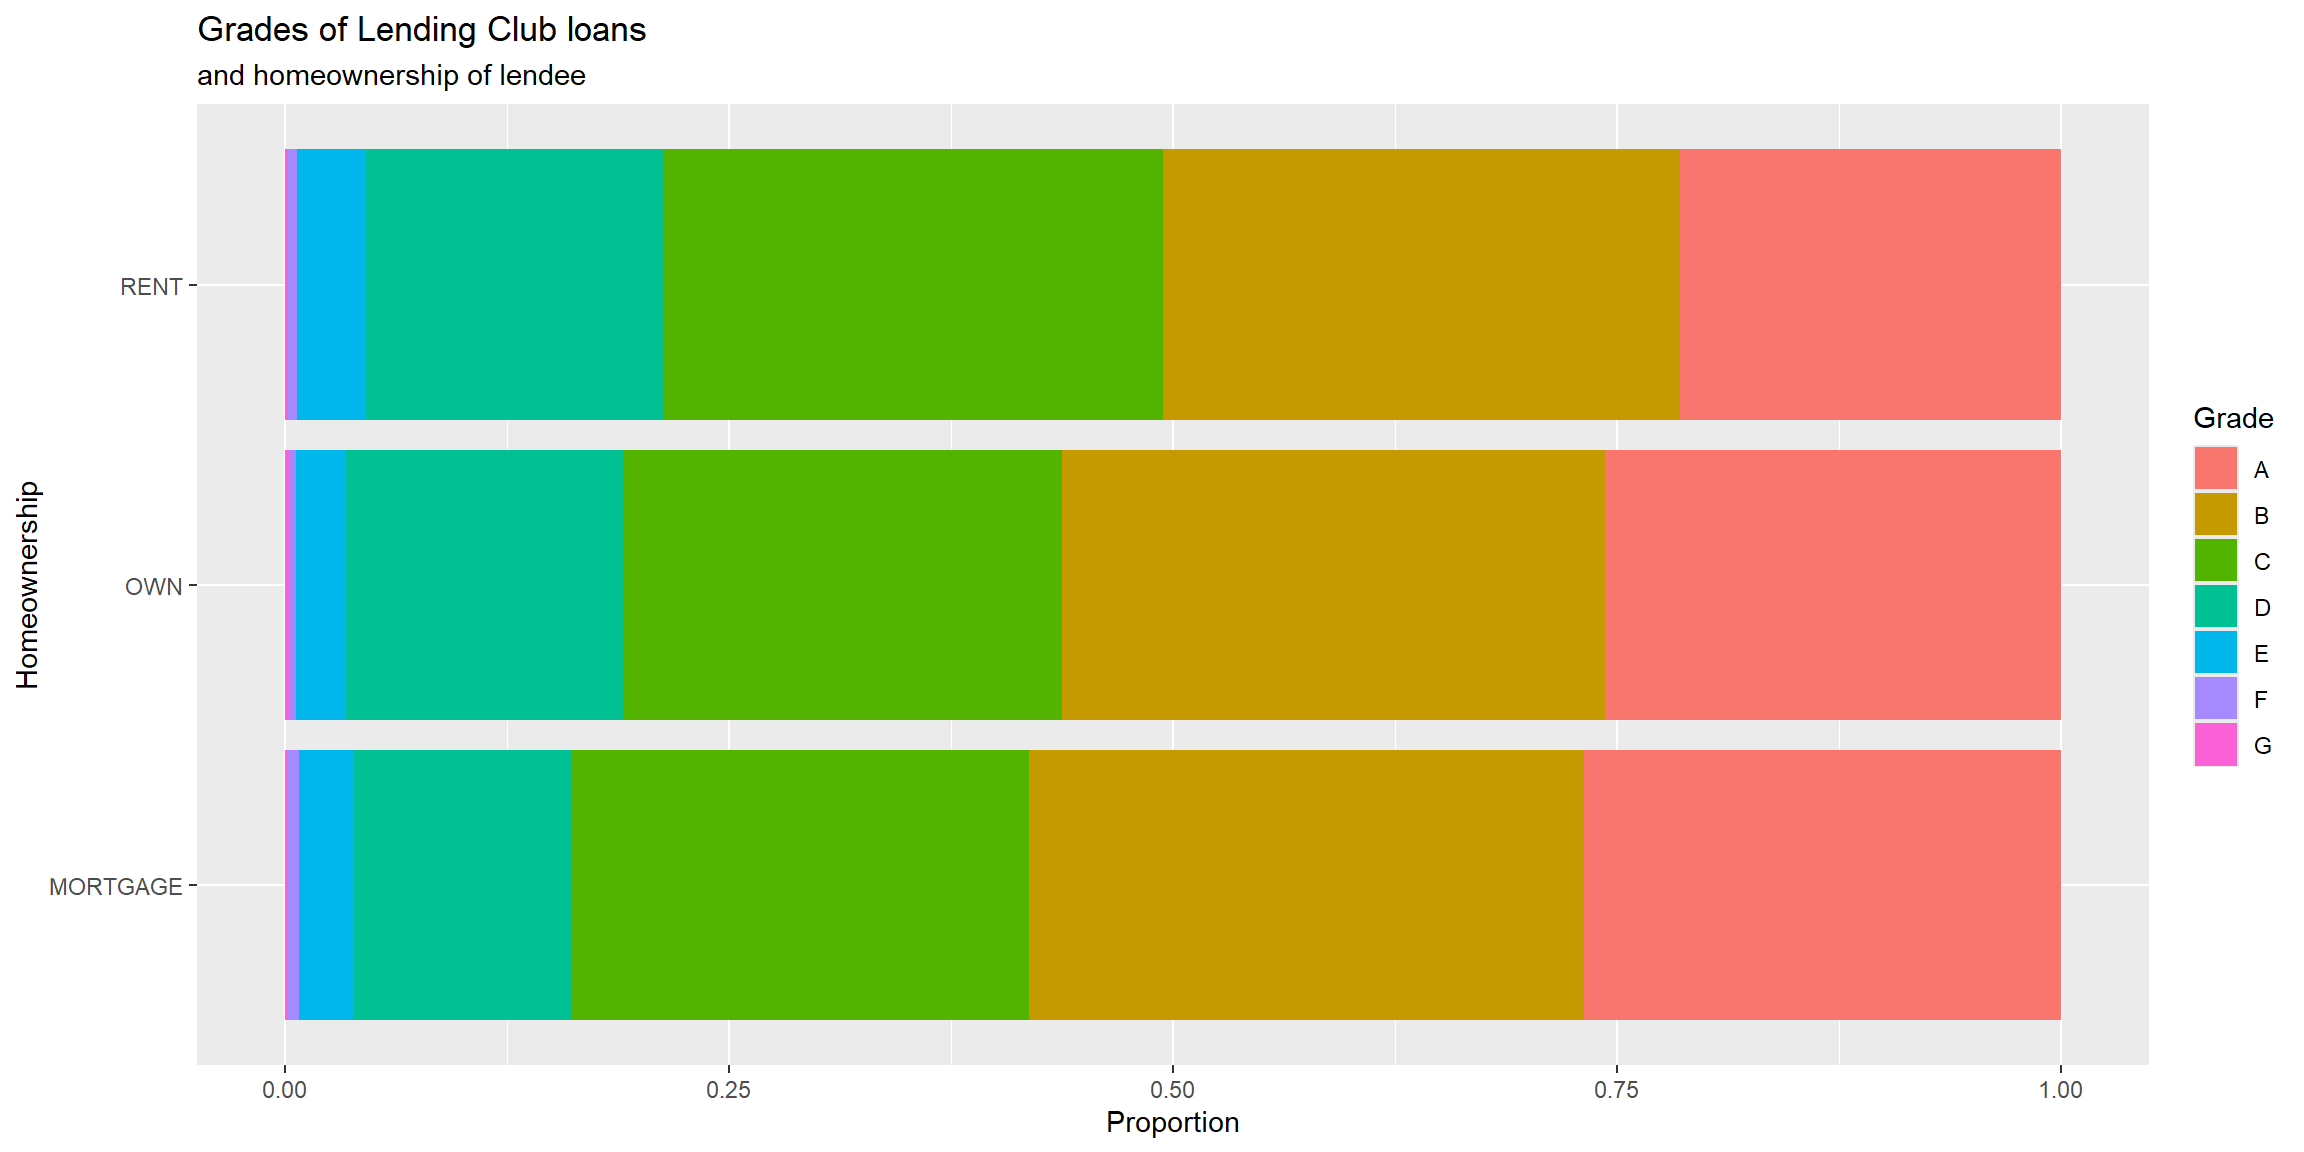 Grades of Lending Club loans
and homeownership of lendee
Homeownership
RENT
OWN
MORTGAGE
0.00 0.25 0.50 0.75 1.00
Proportion
Grade
A
B
C
D
E
F
G